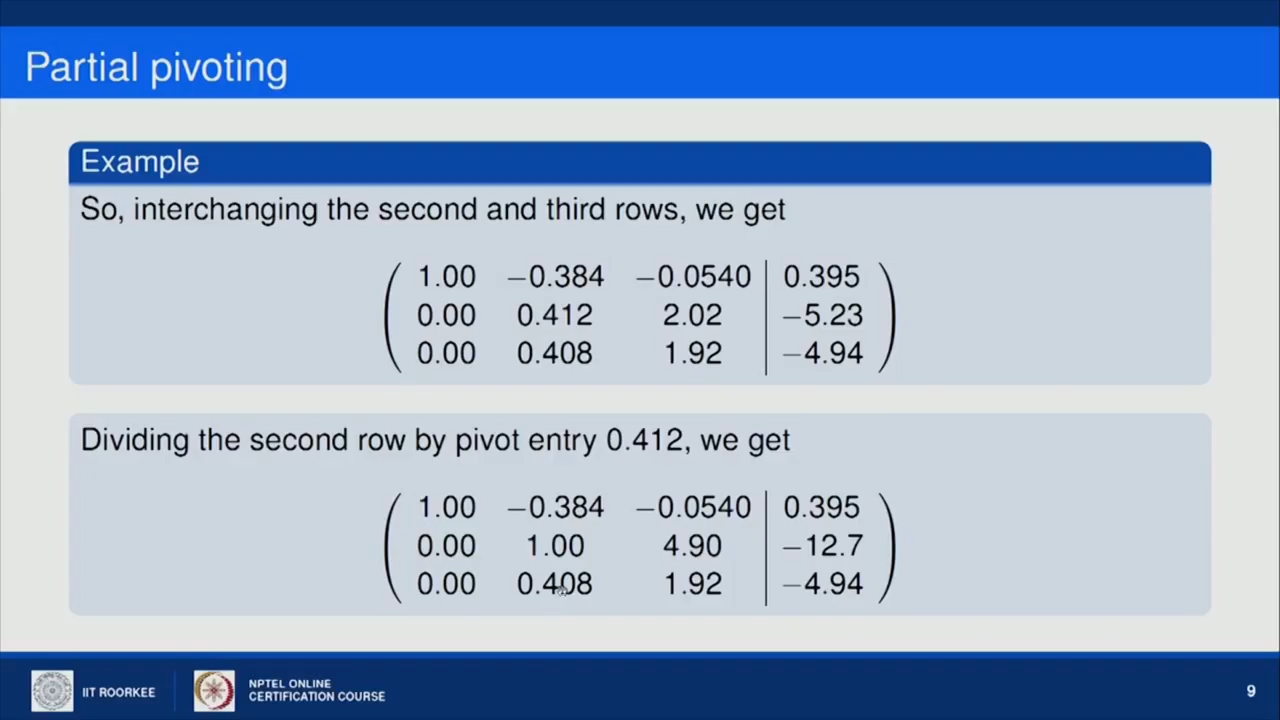 Partial pivoting
Example
So, interchanging the second and third rows, we get
1.00 −0.384 −0.0540 0.395
0.00 0.412 2.02 −5.23
0.00 0.408 1.92 −4.94
Dividing the second row by pivot entry 0.412, we get
1.00 −0.384 −0.0540 0.395
0.00 1.00 4.90 −12.7
0.00 0.408 1.92 −4.94
IIT ROORKEE
NPTEL ONLINE
CERTIFICATION COURSE
9